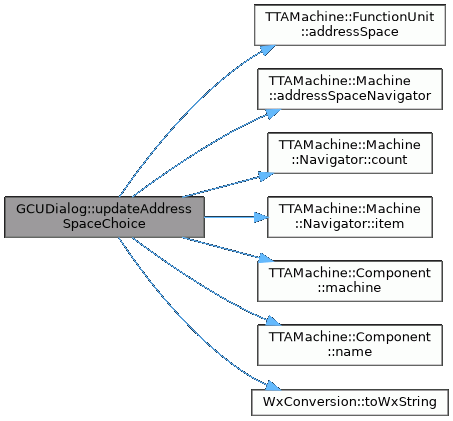 TTAMachine::FunctionUnit
::addressSpace
TTAMachine::Machine
::addressSpaceNavigator
TTAMachine::Machine
::Navigator::count
GCUDialog::updateAddress
SpaceChoice
TTAMachine::Machine
::Navigator::item
TTAMachine::Component
::machine
TTAMachine::Component
::name
WxConversion::toWxString